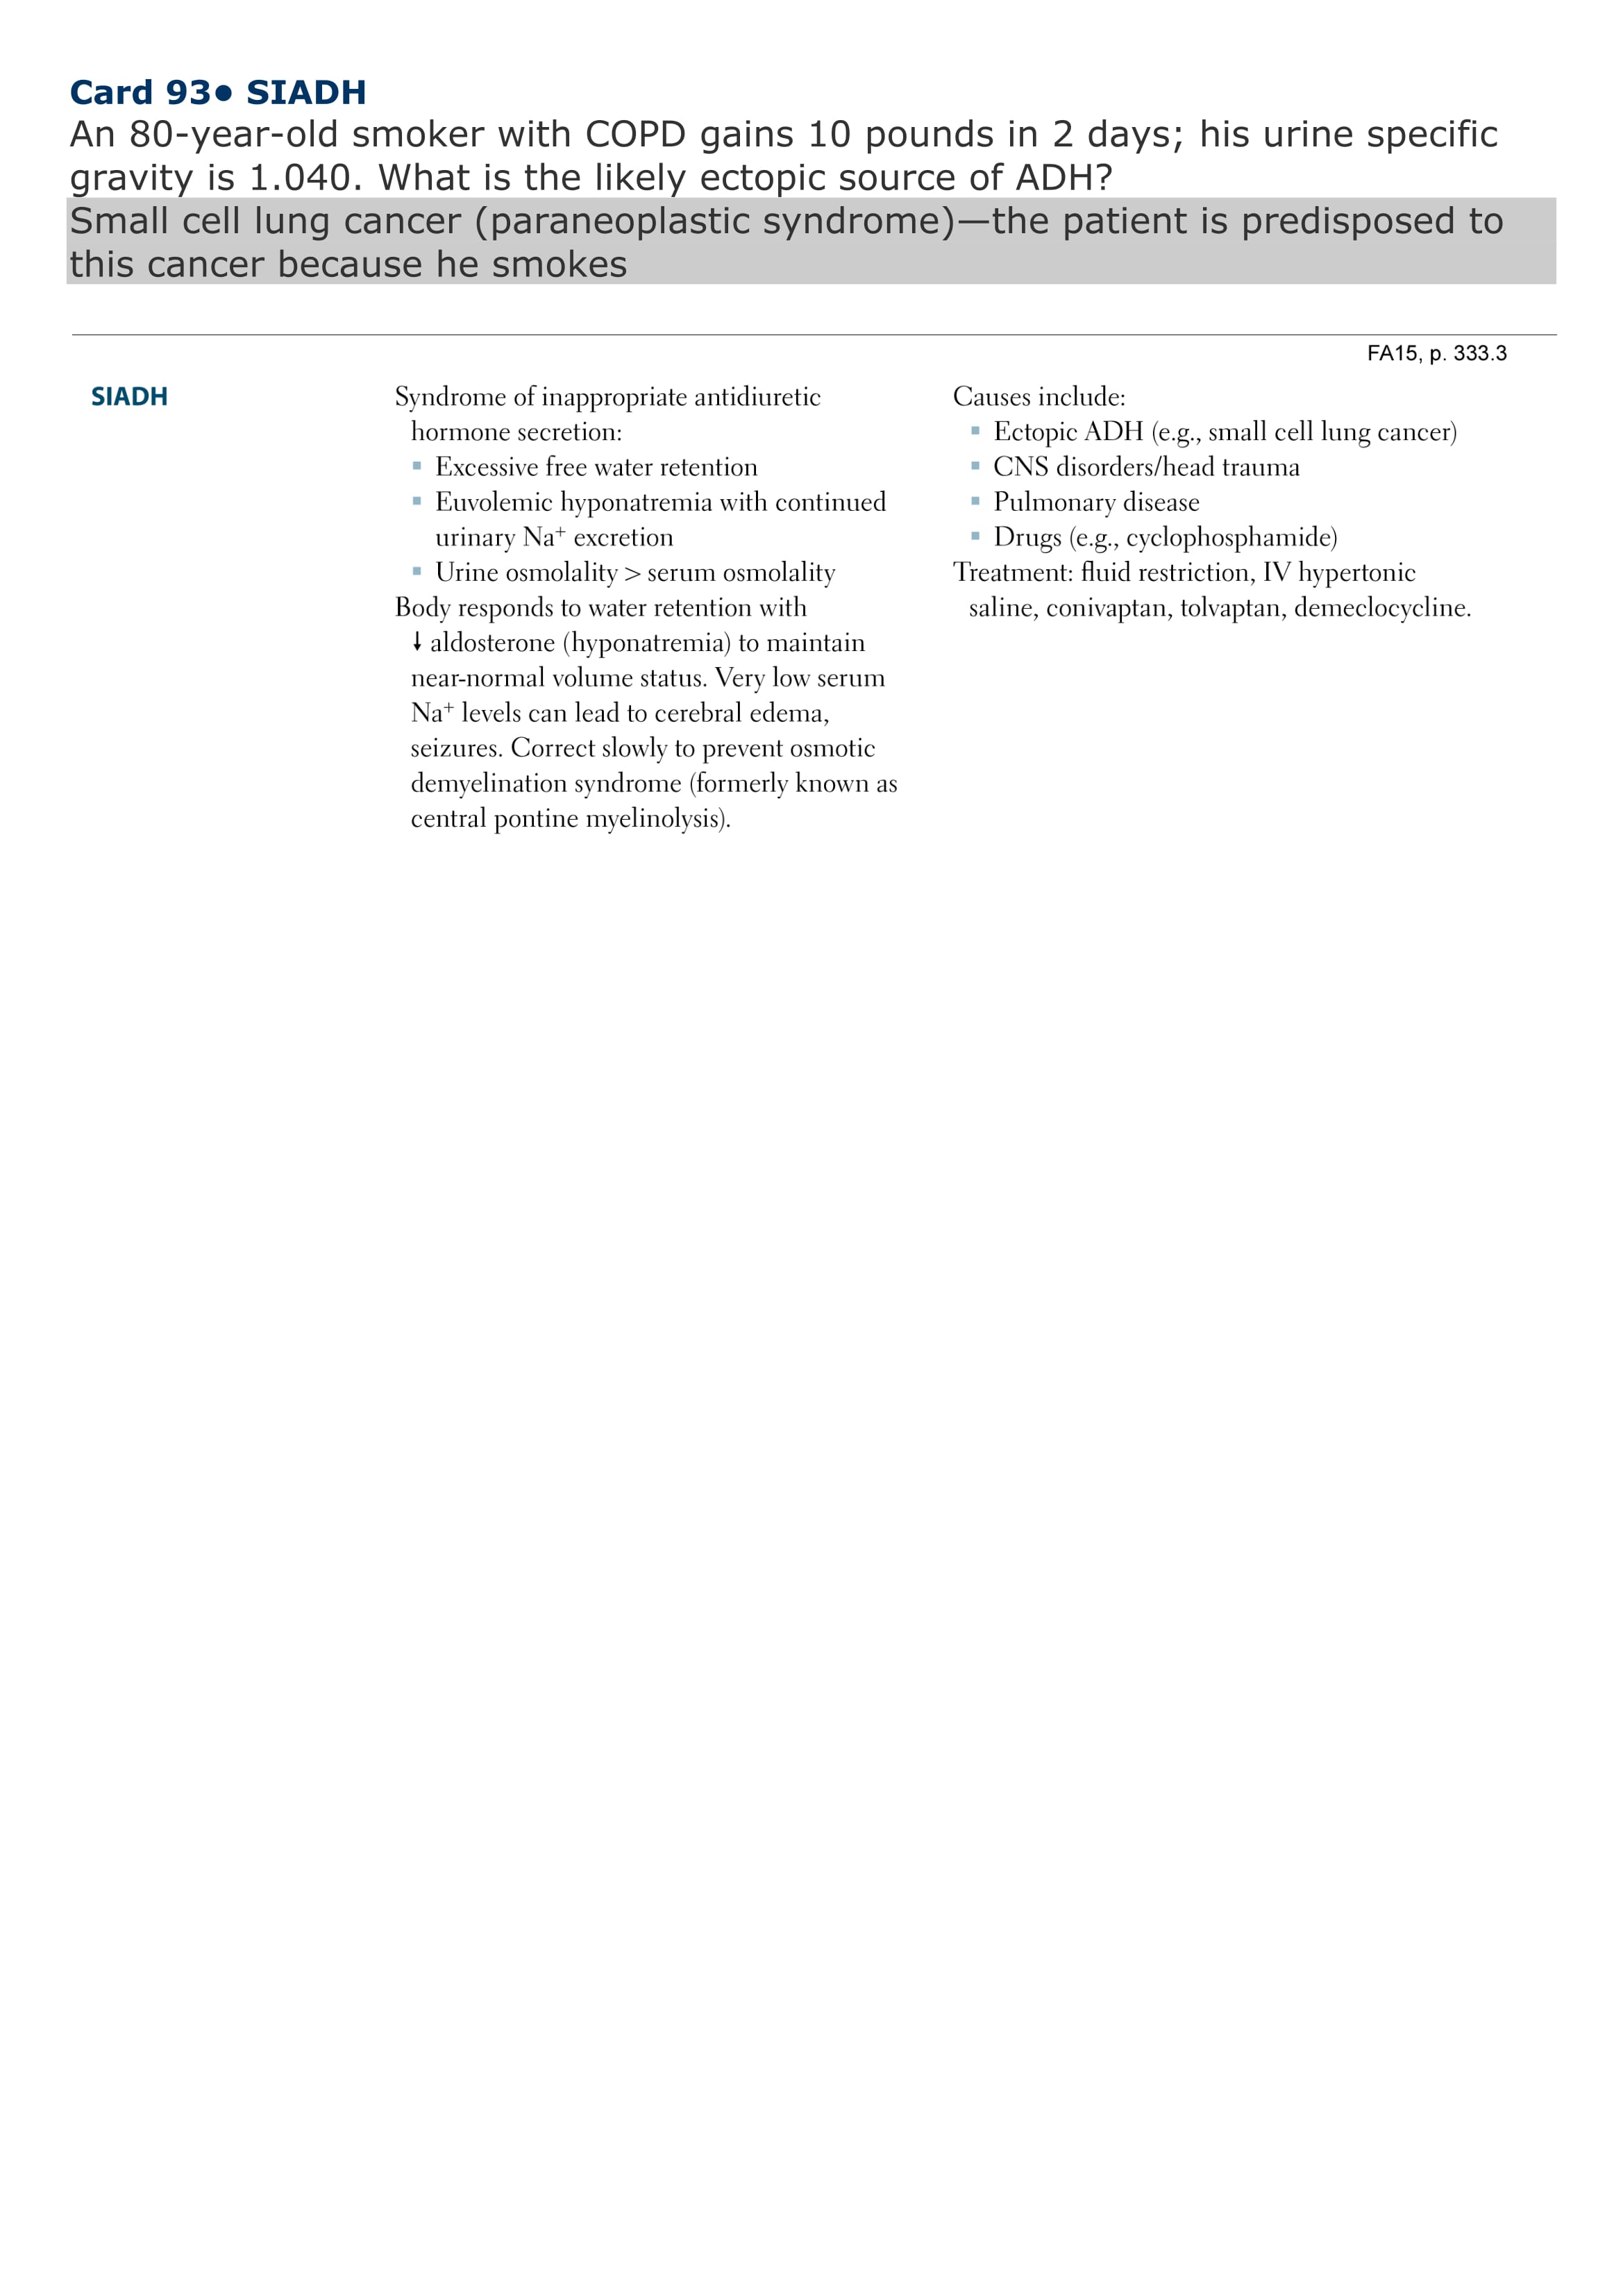 Card 93● SIADH
An 80-year-old smoker with COPD gains 10 pounds in 2 days; his urine specific
gravity is 1.040. What is the likely ectopic source of ADH?
Small cell lung cancer (paraneoplastic syndrome)—the patient is predisposed to
this cancer because he smokes
FA15, p. 333.3
SIADH
Syndrome of inappropriate antidiuretic
hormone secretion:
▪ Excessive free water retention
▪ Euvolemic hyponatremia with continued
urinary Na⁺ excretion
▪ Urine osmolality > serum osmolality
Body responds to water retention with
↓ aldosterone (hyponatremia) to maintain
near-normal volume status. Very low serum
Na⁺ levels can lead to cerebral edema,
seizures. Correct slowly to prevent osmotic
demyelination syndrome (formerly known as
central pontine myelinolysis).
Causes include:
▪ Ectopic ADH (e.g., small cell lung cancer)
▪ CNS disorders/head trauma
▪ Pulmonary disease
▪ Drugs (e.g., cyclophosphamide)
Treatment: fluid restriction, IV hypertonic
saline, conivaptan, tolvaptan, demeclocycline.